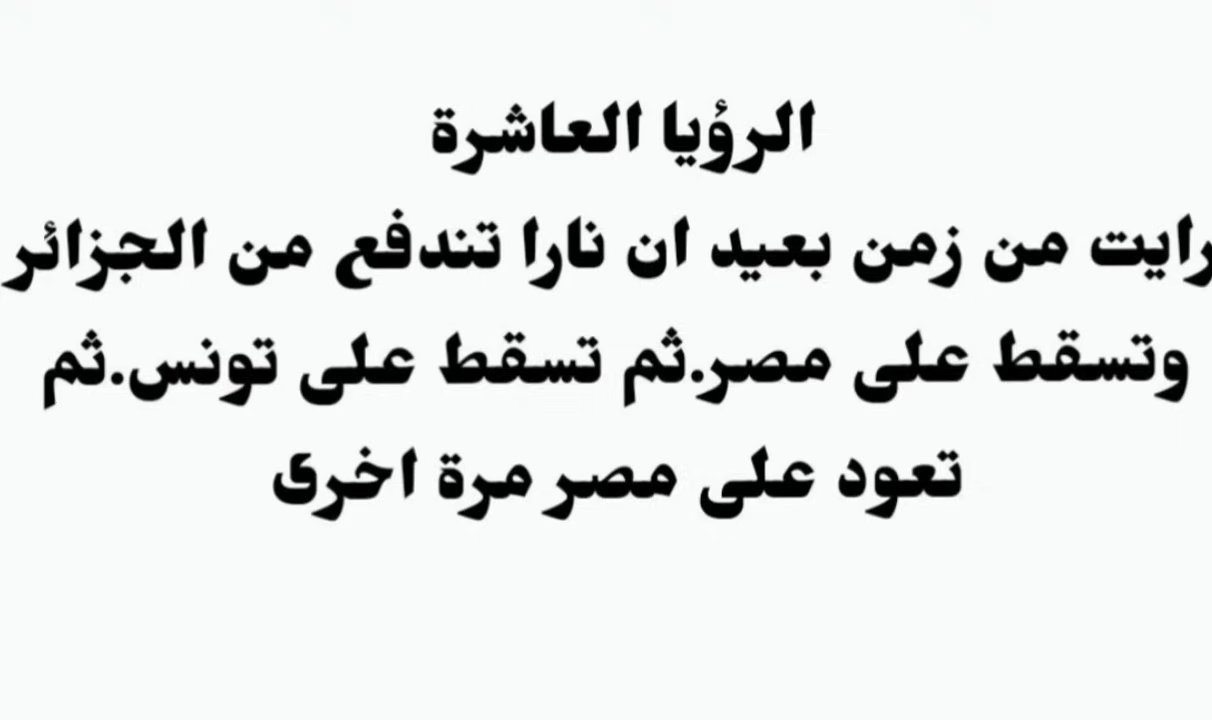 الرؤيا العاشرة
رايت من زمن بعيد ان نارا تندفع من الجزائر
وتسقط على مصر.ثم تسقط على تونس.ثم
تعود على مصر مرة اخرى